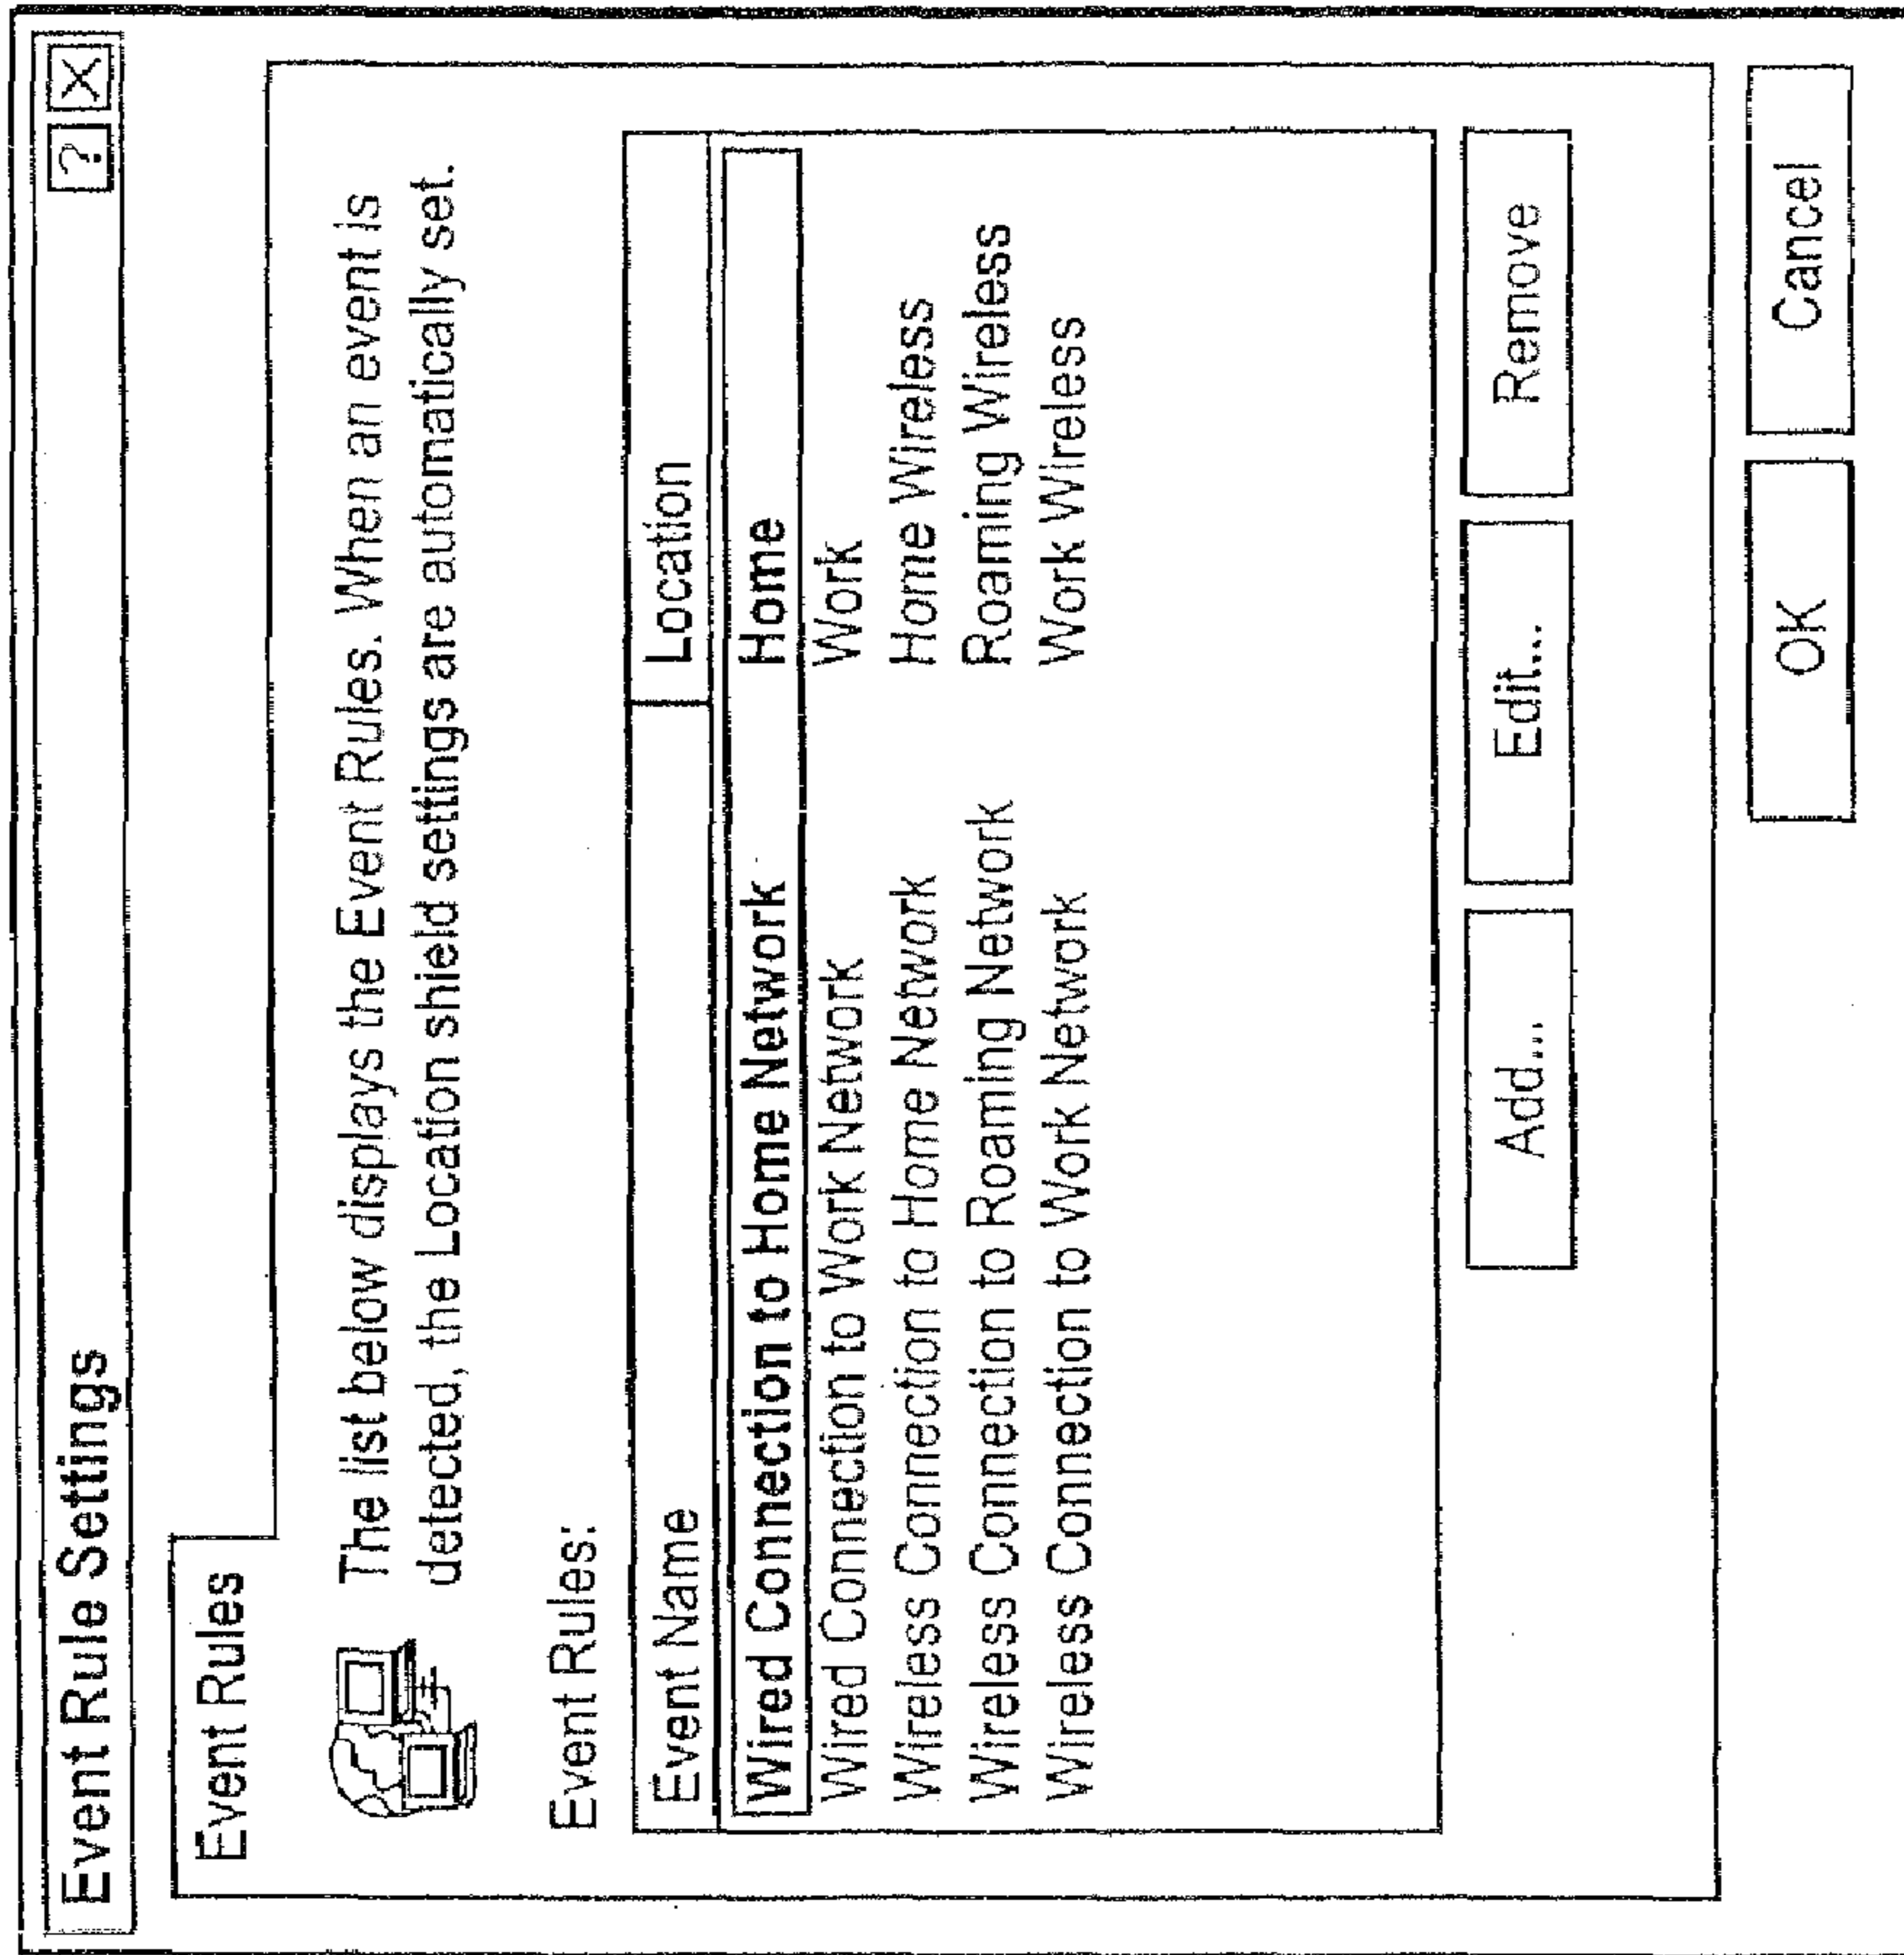 Event Rule Settings ? X
Event Rules
The list below displays the Event Rules. When an event is
detected, the Location shield settings are automatically set.
Event Rules:
Event Name Location
Wired Connection to Home Network Home
Wired Connection to Work Network Work
Wireless Connection to Home Network Home Wireless
Wireless Connection to Roaming Network Roaming Wireless
Wireless Connection to Work Network Work Wireless
Add... Edit... Remove
OK Cancel